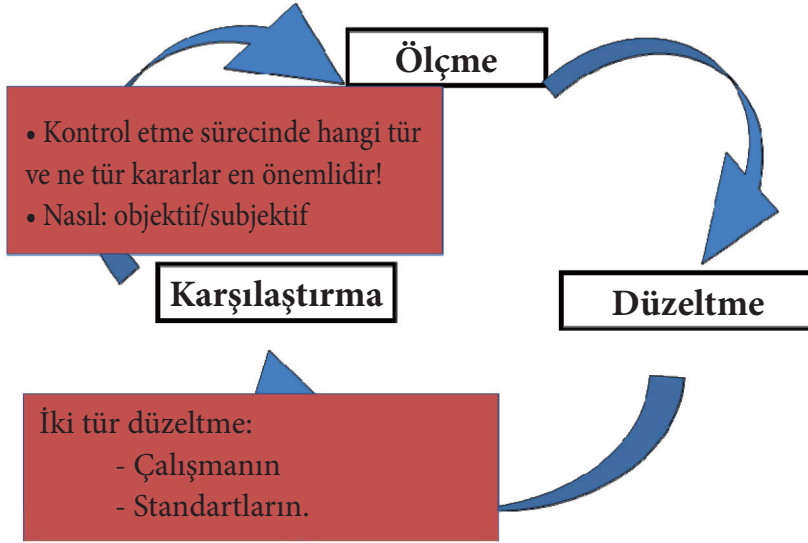 Ölçme
• Kontrol etme sürecinde hangi tür
ve ne tür kararlar en önemlidir!
• Nasıl: objektif/subjektif
Karşılaştırma
Düzeltme
İki tür düzeltme:
- Çalışmanın
- Standartların.